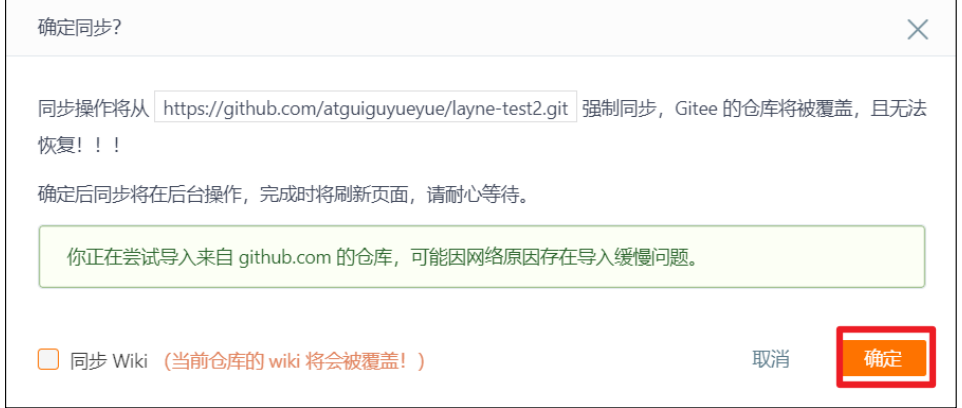 确定同步?
同步操作将从 https://github.com/atguiguyueyue/layne-test2.git 强制同步，Gitee 的仓库将被覆盖，且无法
恢复！！！
确定后同步将在后台操作，完成时将刷新页面，请耐心等待。
你正在尝试导入来自 github.com 的仓库，可能因网络原因存在导入缓慢问题。
同步 Wiki （当前仓库的 wiki 将会被覆盖！） 取消 确定